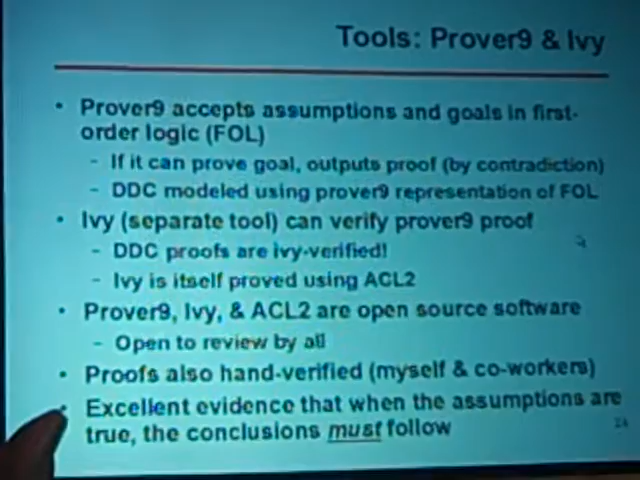 Tools: Prover9 & Ivy
• Prover9 accepts assumptions and goals in first-
order logic (FOL)
– If it can prove goal, outputs proof (by contradiction)
– DDC modeled using prover9 representation of FOL
• Ivy (separate tool) can verify prover9 proof
– DDC proofs are ivy-verified!
– Ivy is itself proved using ACL2
• Prover9, Ivy, & ACL2 are open source software
– Open to review by all
• Proofs also hand-verified (myself & co-workers)
• Excellent evidence that when the assumptions are
true, the conclusions must follow
24